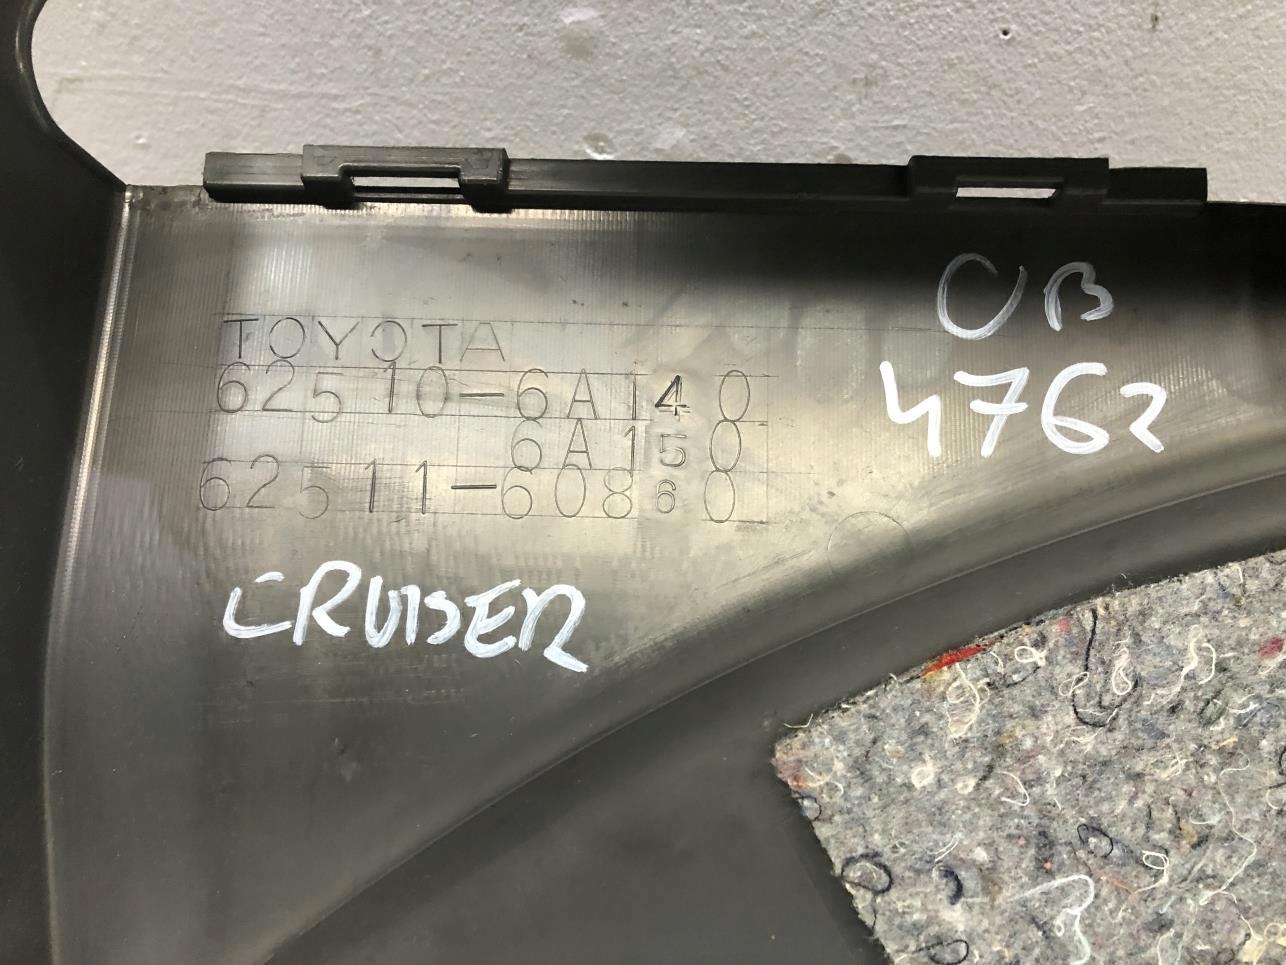 TOYOTA
62510-6A140
6A150
62511-60860
OB
4762
CRUISER